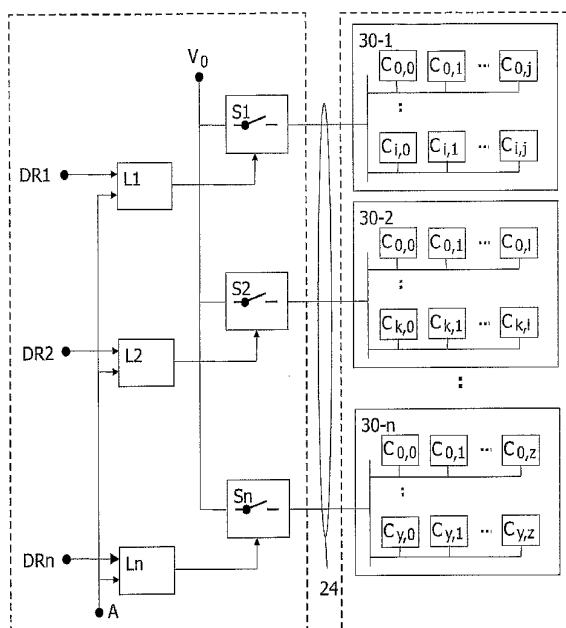 V0
S1
DR1
L1
S2
DR2
L2
Sn
DRn
Ln
A
24
30-1
C0,0 C0,1 ... C0,j
:
Ci,0 Ci,1 ... Ci,j
30-2
C0,0 C0,1 ... C0,l
:
Ck,0 Ck,1 ... Ck,l
:
30-n
C0,0 C0,1 ... C0,z
:
Cy,0 Cy,1 ... Cy,z